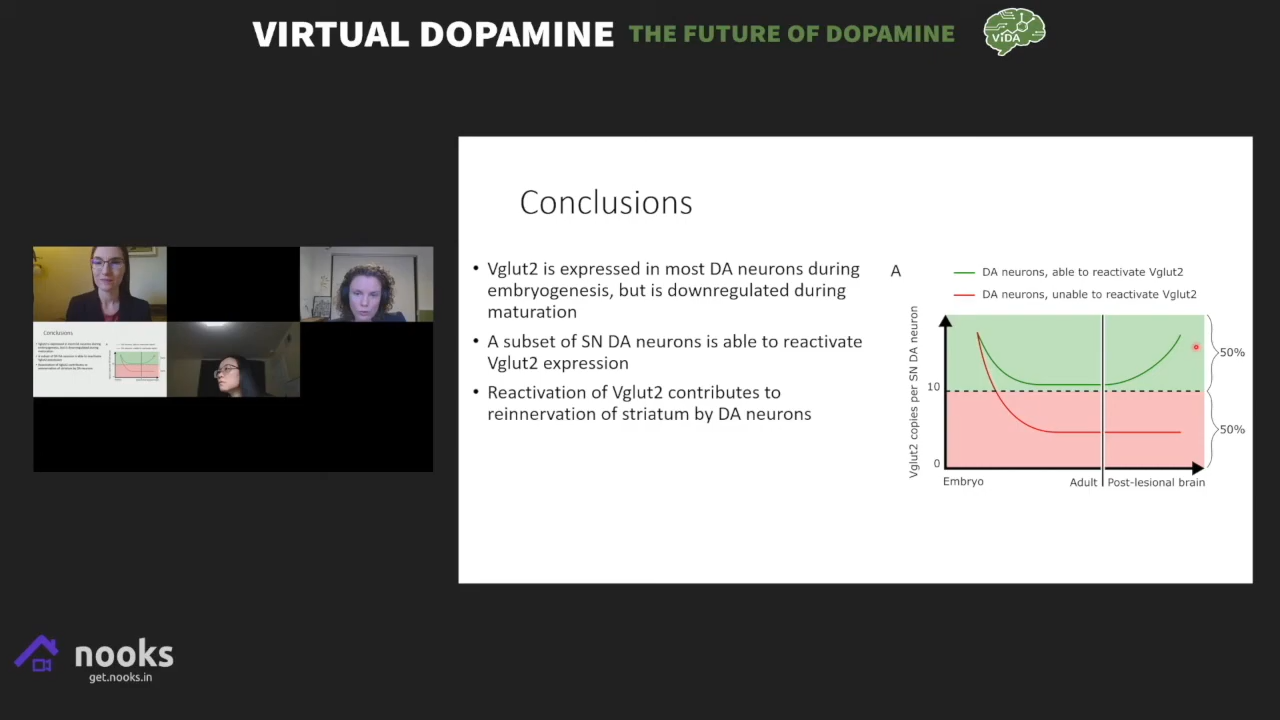 VIRTUAL DOPAMINE THE FUTURE OF DOPAMINE
ViDA
Conclusions
• Vglut2 is expressed in most DA neurons during
embryogenesis, but is downregulated during
maturation
• A subset of SN DA neurons is able to reactivate
Vglut2 expression
• Reactivation of Vglut2 contributes to
reinnervation of striatum by DA neurons
A
DA neurons, able to reactivate Vglut2
DA neurons, unable to reactivate Vglut2
Vglut2 copies per SN DA neuron
10
0
50%
50%
Embryo
Adult
Post-lesional brain
Conclusions
nooks
get.nooks.in